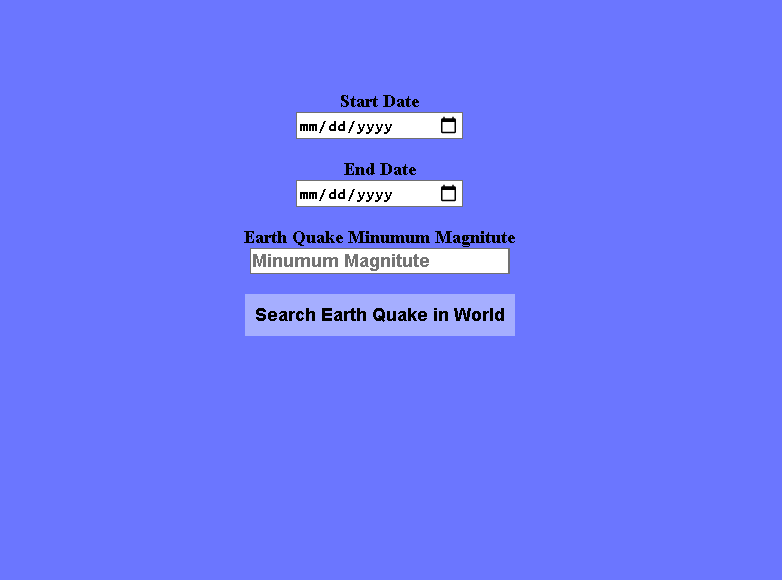 Start Date
mm/dd/yyyy
End Date
mm/dd/yyyy
Earth Quake Minumum Magnitute
Minumum Magnitute
Search Earth Quake in World